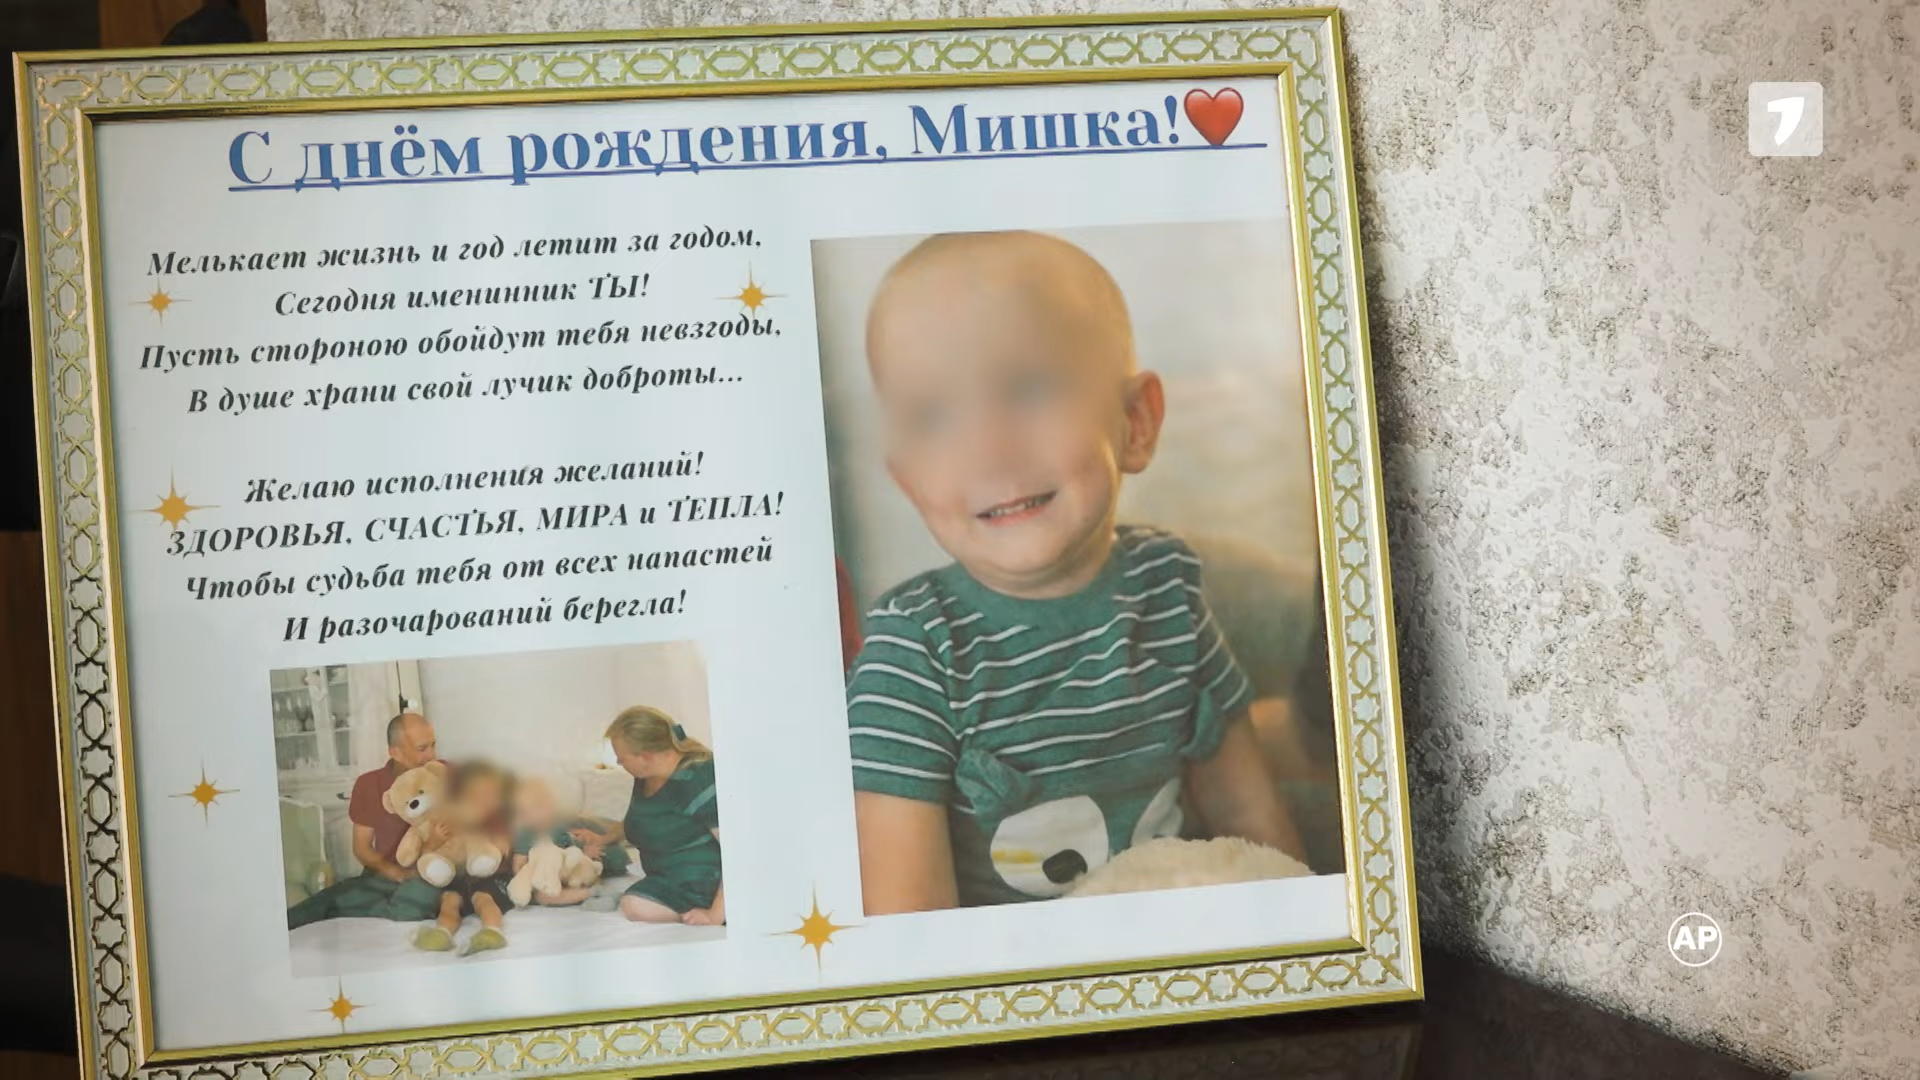 С днём рождения, Мишка!❤️
Мелькает жизнь и год летит за годом,
Сегодня именинник ТЫ!
Пусть стороною обойдут тебя невзгоды,
В душе храни свой лучик доброты...
Желаю исполнения желаний!
ЗДОРОВЬЯ, СЧАСТЬЯ, МИРА и ТЕПЛА!
Чтобы судьба тебя от всех напастей
И разочарований берегла!
AP